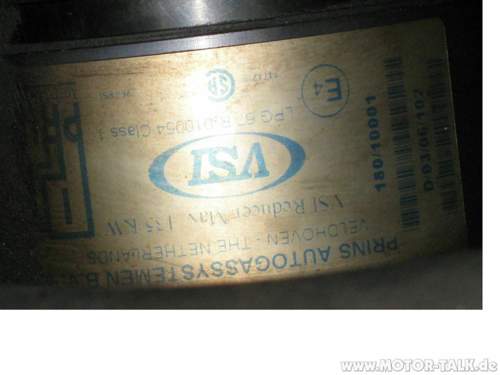 PRINS AUTOGASSYSTEMEN B.V.
VELDHOVEN - THE NETHERLANDS
VSI Reducer Max. 135 kW
VSI
LPG 67 R-010054 Class 1
E4
180/10001
D-03/06/102
www.MOTOR-TALK.de